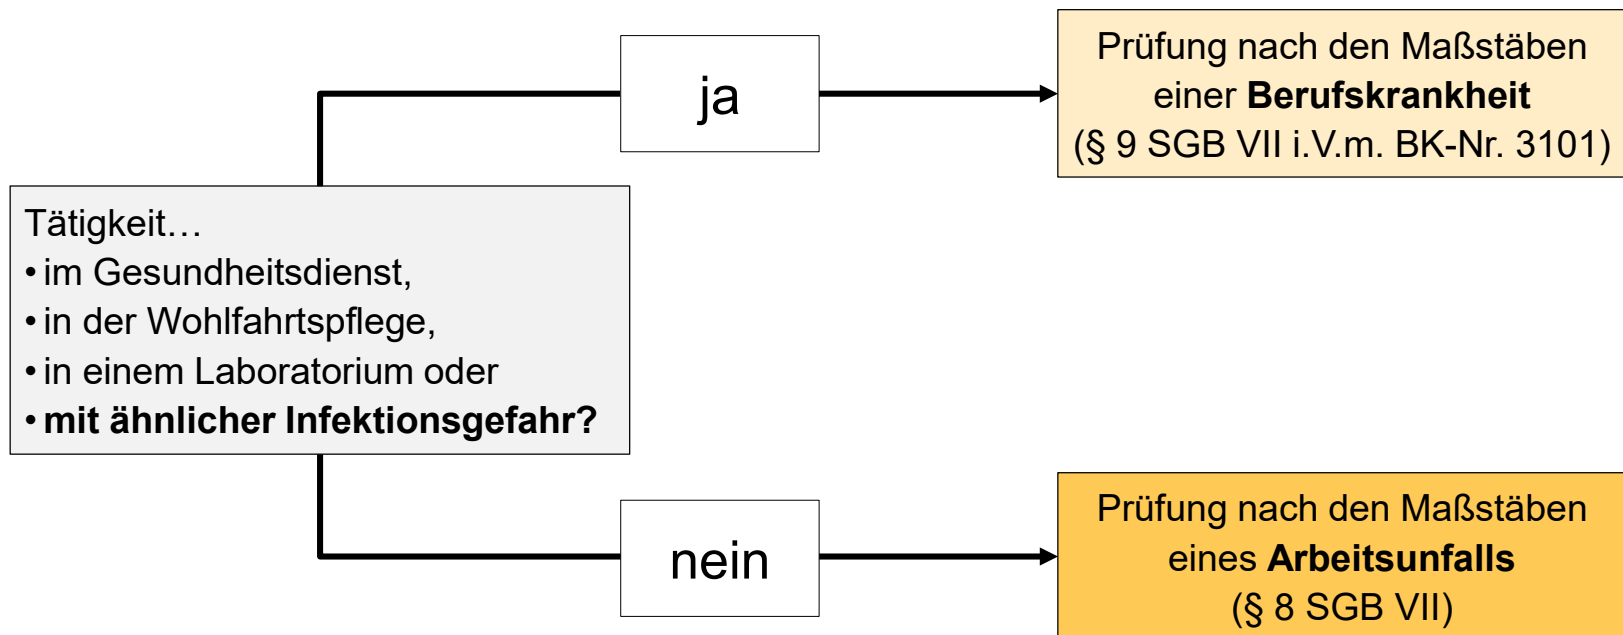 ja
Prüfung nach den Maßstäben
einer Berufskrankheit
(§ 9 SGB VII i.V.m. BK-Nr. 3101)
Tätigkeit…
• im Gesundheitsdienst,
• in der Wohlfahrtspflege,
• in einem Laboratorium oder
• mit ähnlicher Infektionsgefahr?
nein
Prüfung nach den Maßstäben
eines Arbeitsunfalls
(§ 8 SGB VII)